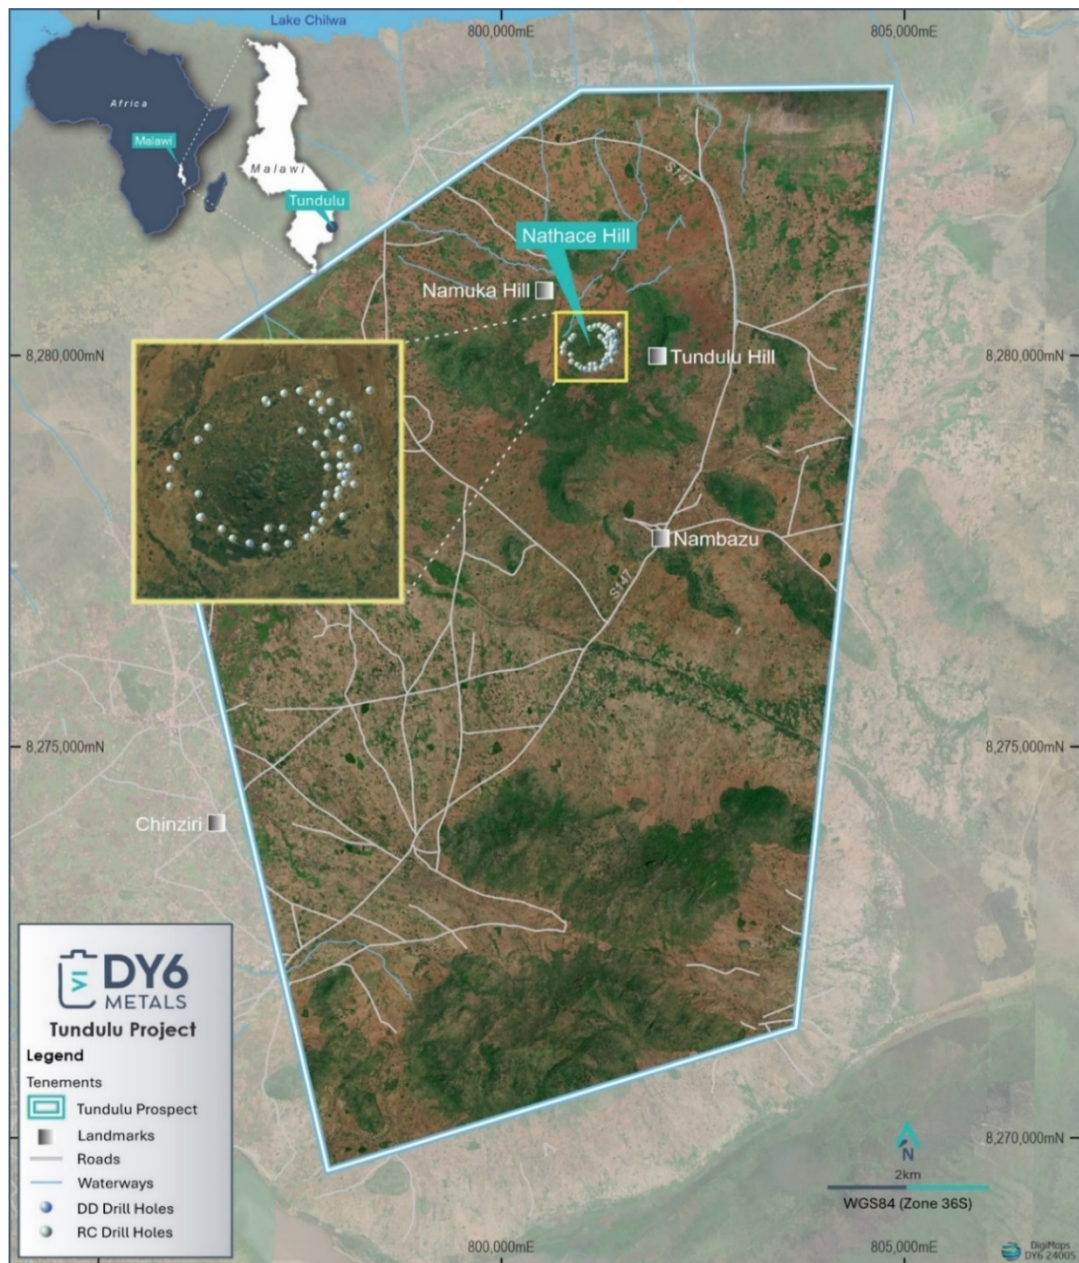 Lake Chilwa
800,000mE
805,000mE
Africa
Malawi
Malawi
Tundulu
S147
Nathace Hill
Namuka Hill
8,280,000mN
Tundulu Hill
8,280,000mN
Nambazu
S147
8,275,000mN
8,275,000mN
Chinziri
DY6
METALS
Tundulu Project
Legend
Tenements
Tundulu Prospect
Landmarks
Roads
Waterways
DD Drill Holes
RC Drill Holes
8,270,000mN
N
2km
WGS84 (Zone 36S)
800,000mE
805,000mE
DigMaps
DY6 24005